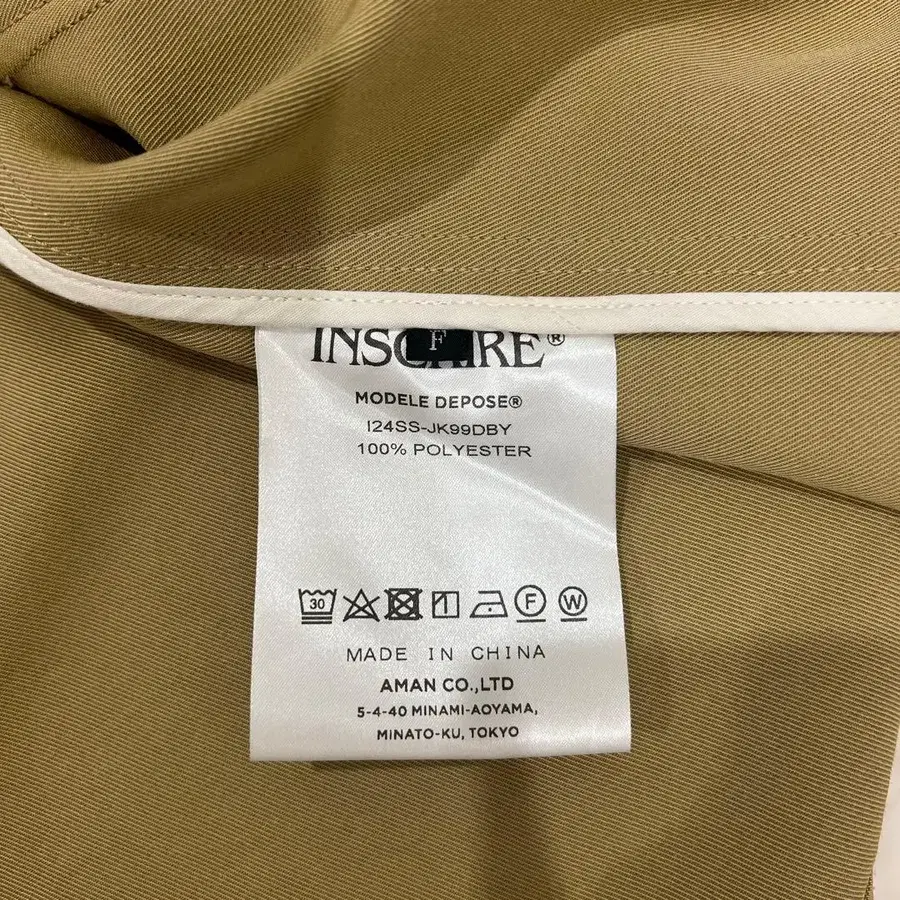 INSCRIRE®
F
MODELE DEPOSE®
I24SS-JK99DBY
100% POLYESTER
30 F W
MADE IN CHINA
AMAN CO.,LTD
5-4-40 MINAMI-AOYAMA,
MINATO-KU, TOKYO